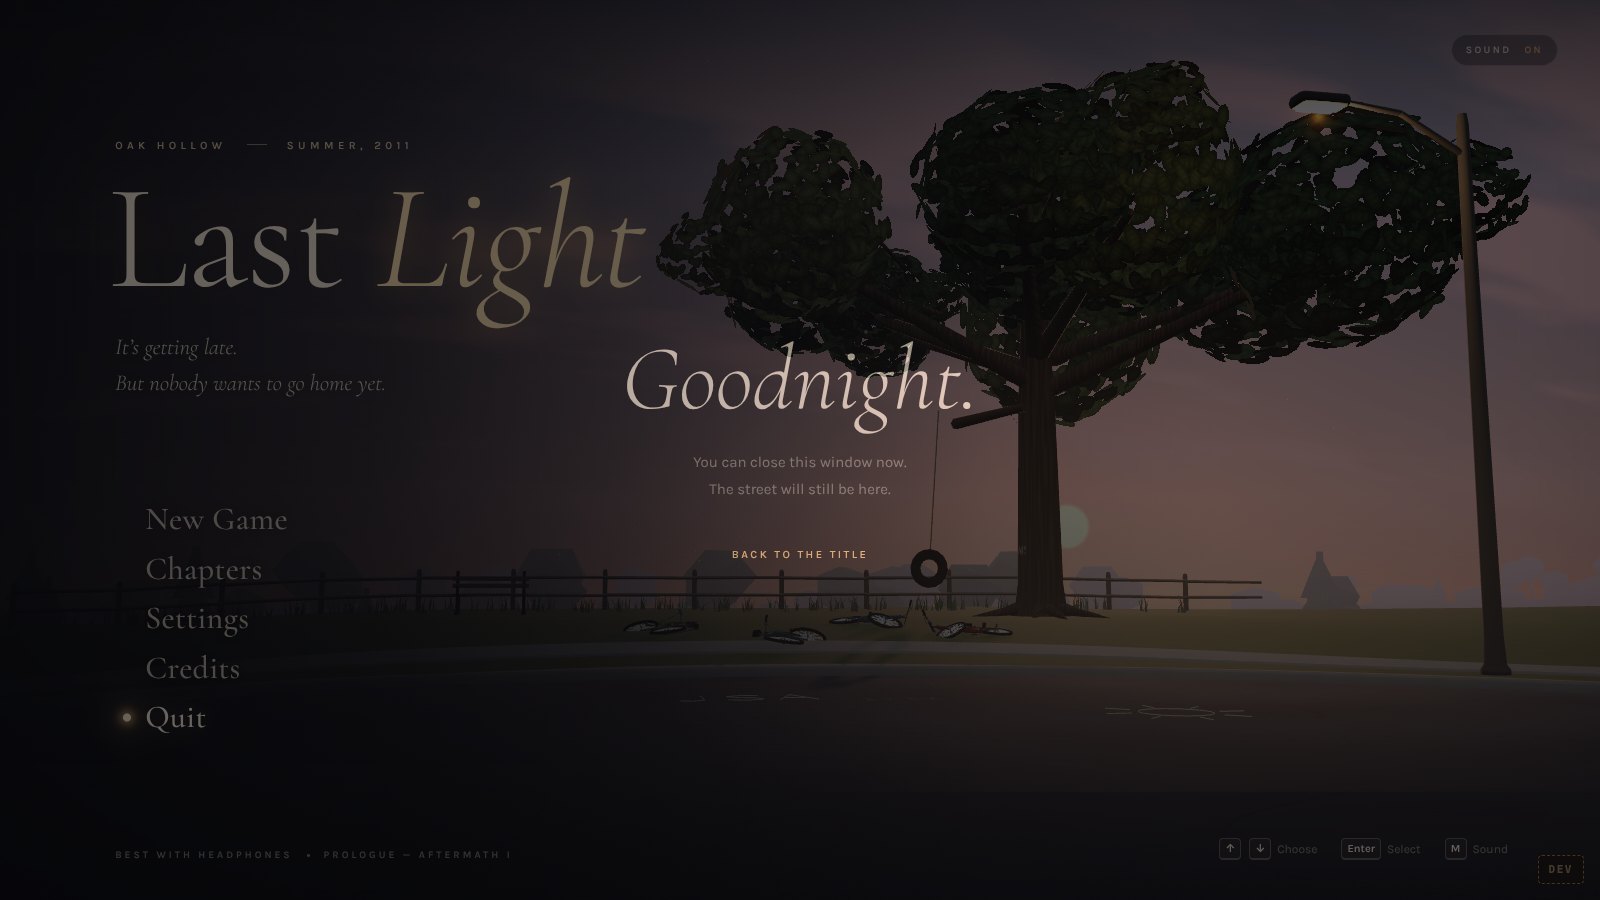 SOUND ON
OAK HOLLOW — SUMMER, 2011
Last Light
It's getting late.
But nobody wants to go home yet.
Goodnight.
You can close this window now.
The street will still be here.
BACK TO THE TITLE
New Game
Chapters
Settings
Credits
Quit
BEST WITH HEADPHONES • PROLOGUE — AFTERMATH I
↑ ↓ Choose Enter Select M Sound
DEV